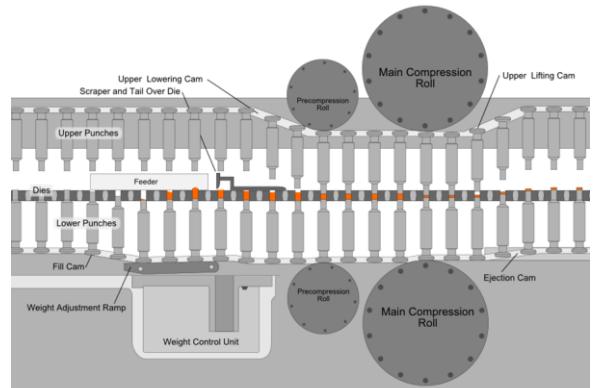 Main Compression
Roll
Upper Lowering Cam
Upper Lifting Cam
Scraper and Tail Over Die
Precompression
Roll
Upper Punches
Feeder
Dies
Lower Punches
Fill Cam
Ejection Cam
Weight Adjustment
Ramp
Precompression
Roll
Main Compression
Roll
Weight Control Unit